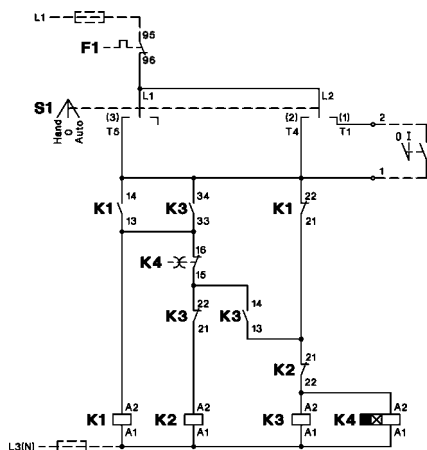 L1
95
F1
96
L1
L2
S1
Hand
0
Auto
(3)
T5
(2)
T4
(1)
T1
2
0 I
1
14
K1
13
34
K3
33
22
K1
21
16
K4
15
22
K3
21
14
K3
13
21
K2
22
A2
K1
A1
A2
K2
A1
A2
K3
A1
A2
K4
A1
L3(N)